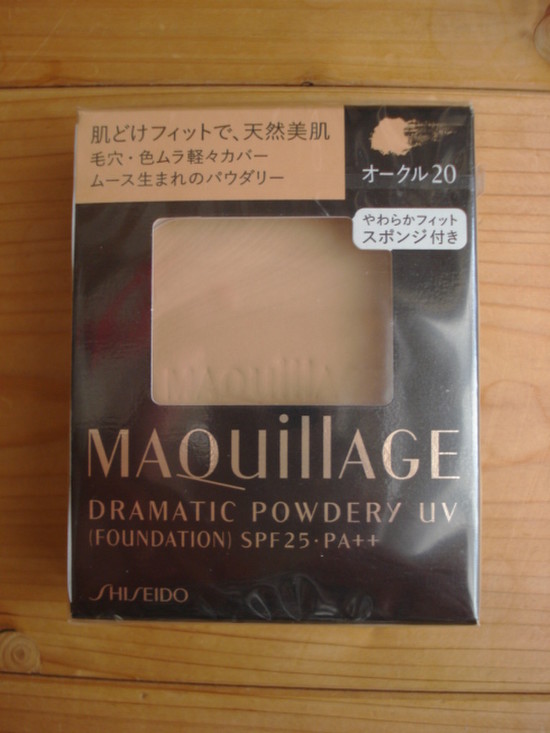 肌どけフィットで、天然美肌
毛穴・色ムラ軽々カバー
ムース生まれのパウダリー
オークル20
やわらかフィット
スポンジ付き
MAQuillAGE
MAQuillAGE
DRAMATIC POWDERY UV
(FOUNDATION) SPF25・PA++
SHISEIDO